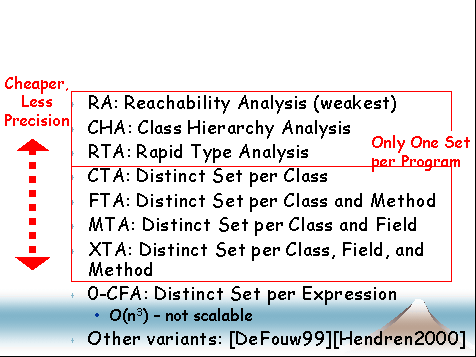 Cheaper,
Less
Precision
RA: Reachability Analysis (weakest)
CHA: Class Hierarchy Analysis
RTA: Rapid Type Analysis
Only One Set
per Program
CTA: Distinct Set per Class
FTA: Distinct Set per Class and Method
MTA: Distinct Set per Class and Field
XTA: Distinct Set per Class, Field, and
Method
0-CFA: Distinct Set per Expression
• O(n³) – not scalable
Other variants: [DeFouw99][Hendren2000]